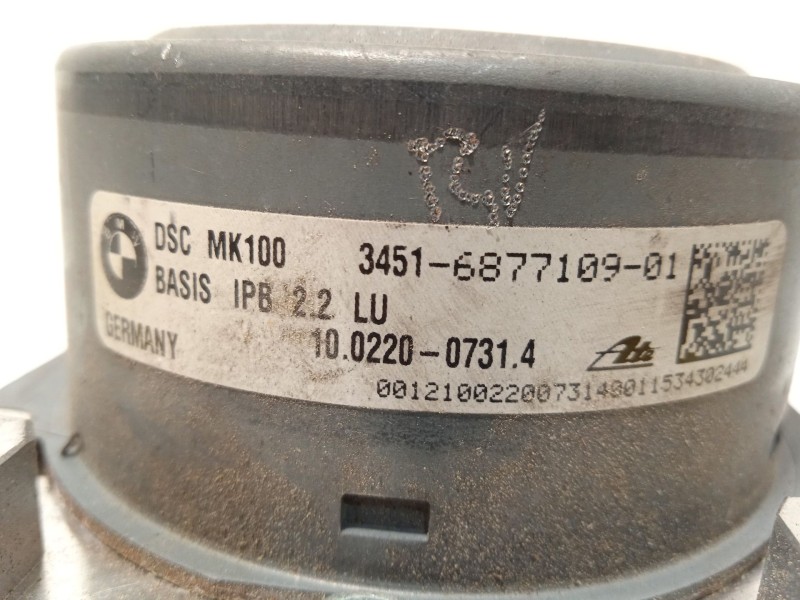 DSC MK100 3451-6877109-01
BASIS IPB 2.2 LU
GERMANY 10.0220-0731.4 Ate
0012100220073140011534302444